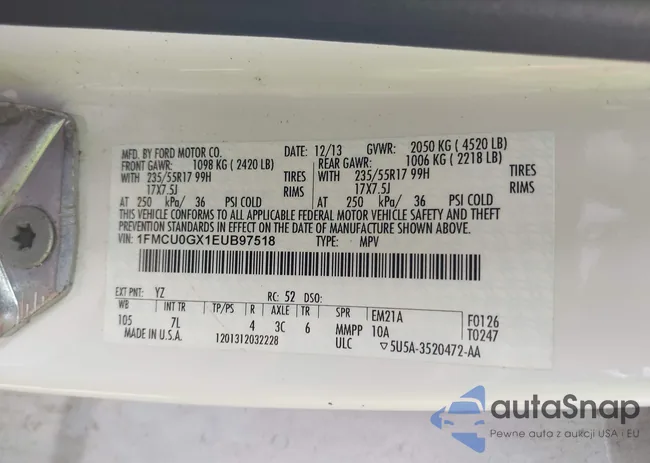 MFD. BY FORD MOTOR CO. DATE: 12/13 GVWR: 2050 KG ( 4520 LB)
FRONT GAWR: 1098 KG ( 2420 LB) REAR GAWR: 1006 KG ( 2218 LB)
WITH 235/55R17 99H TIRES WITH 235/55R17 99H TIRES
17X7.5J RIMS 17X7.5J RIMS
AT 250 kPa/ 36 PSI COLD AT 250 kPa/ 36 PSI COLD
THIS VEHICLE CONFORMS TO ALL APPLICABLE FEDERAL MOTOR VEHICLE SAFETY AND THEFT
PREVENTION STANDARDS IN EFFECT ON THE DATE OF MANUFACTURE SHOWN ABOVE.
VIN: 1FMCU0GX1EUB97518 TYPE: MPV
EXT PNT: YZ RC: 52 DSO:
WB INT TR TP/PS R AXLE TR SPR EM21A F0126
105 7L 4 3C 6 MMPP 10A T0247
MADE IN U.S.A. 1201312032228 ULC ▽5U5A-3520472-AA
autaSnap
Pewne auta z aukcji USA i EU